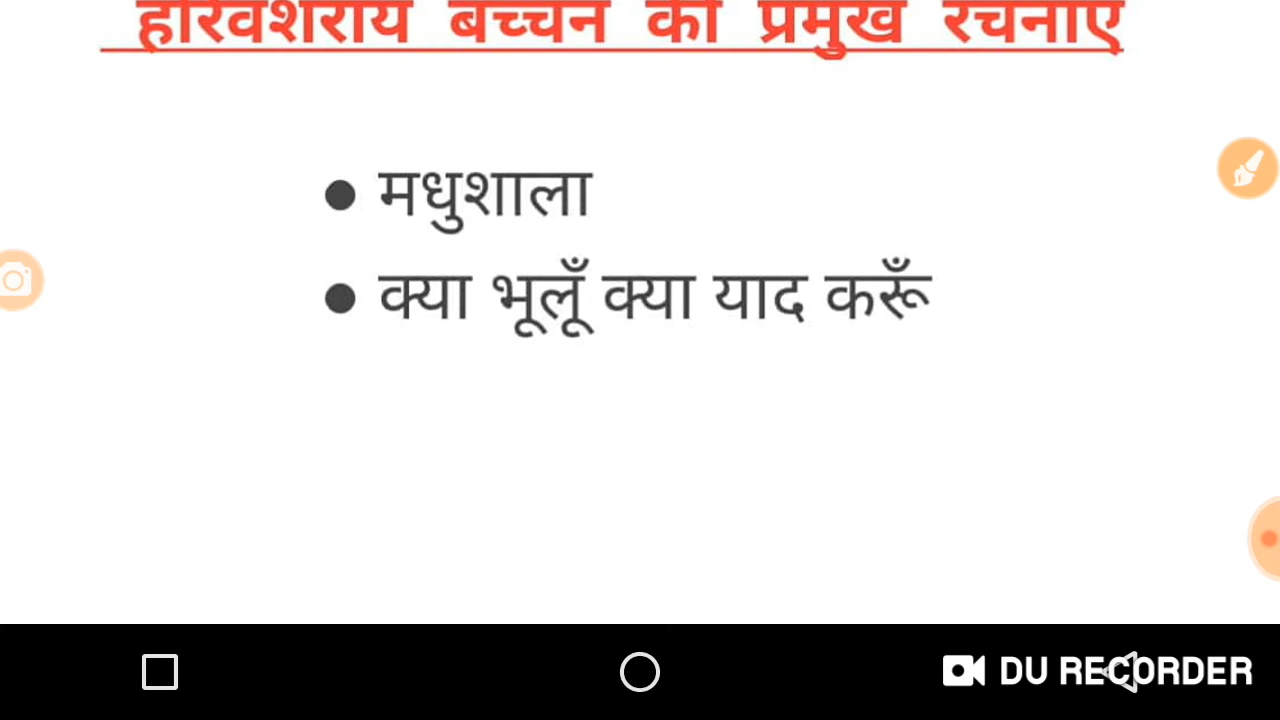 हरिवंशराय बच्चन की प्रमुख रचनाएँ
● मधुशाला
● क्या भूलूँ क्या याद करूँ
DU RECORDER